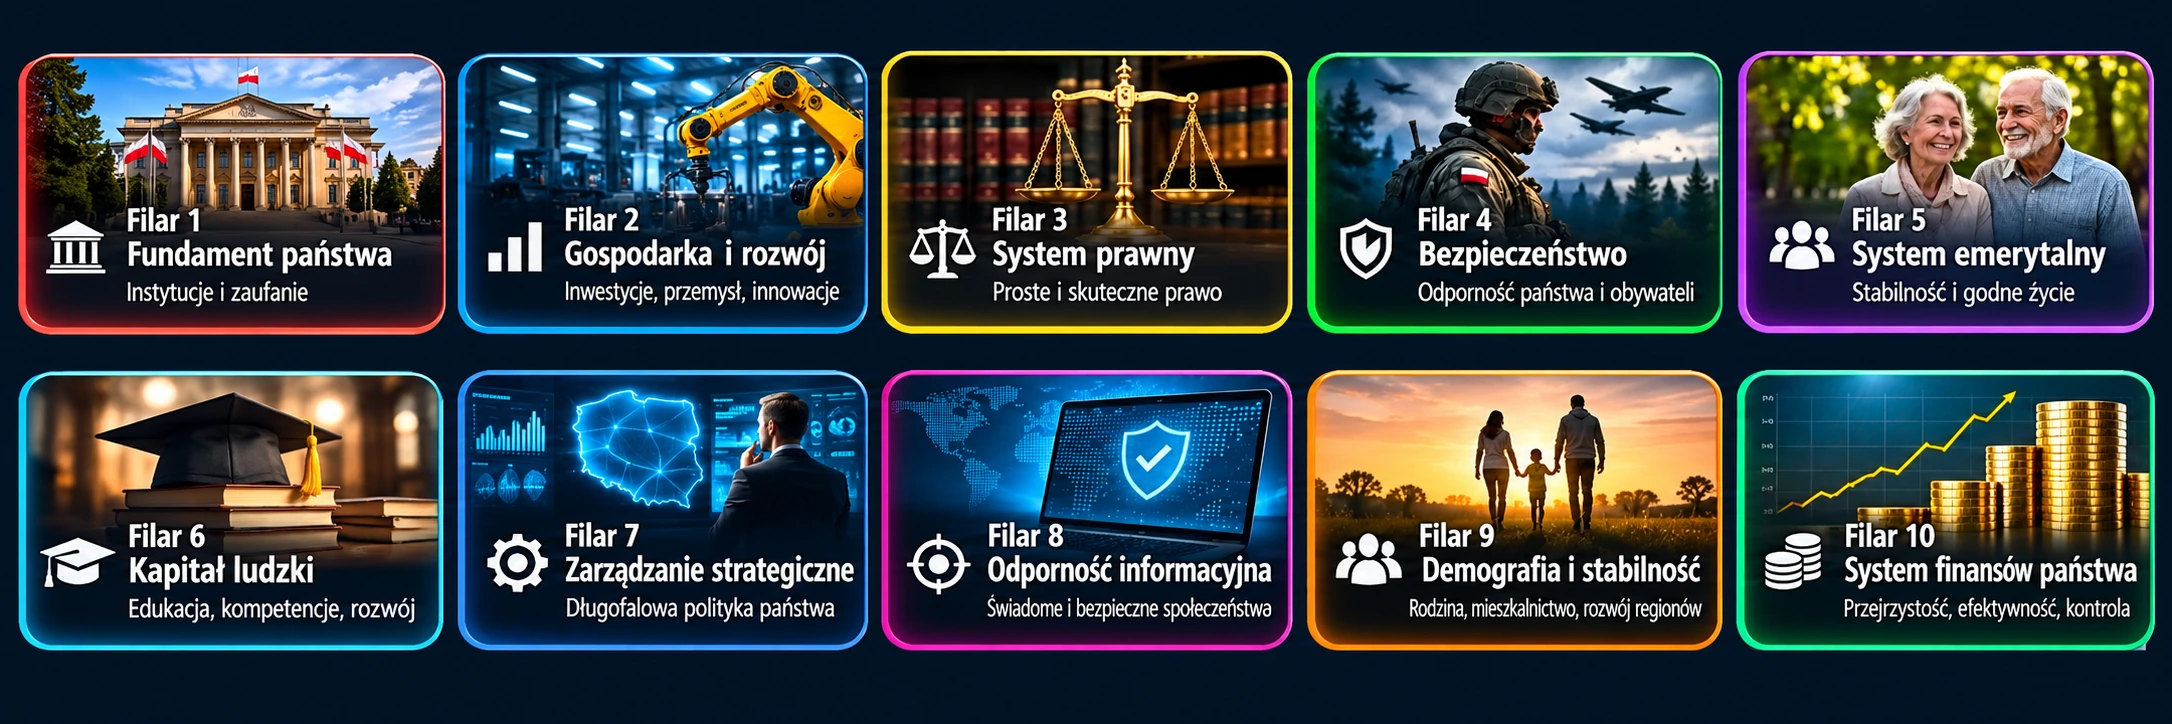 Filar 1
Fundament państwa
Instytucje i zaufanie
Filar 2
Gospodarka i rozwój
Inwestycje, przemysł, innowacje
Filar 3
System prawny
Proste i skuteczne prawo
Filar 4
Bezpieczeństwo
Odporność państwa i obywateli
Filar 5
System emerytalny
Stabilność i godne życie
Filar 6
Kapitał ludzki
Edukacja, kompetencje, rozwój
Filar 7
Zarządzanie strategiczne
Długofalowa polityka państwa
Filar 8
Odporność informacyjna
Świadome i bezpieczne społeczeństwa
Filar 9
Demografia i stabilność
Rodzina, mieszkalnictwo, rozwój regionów
Filar 10
System finansów państwa
Przejrzystość, efektywność, kontrola